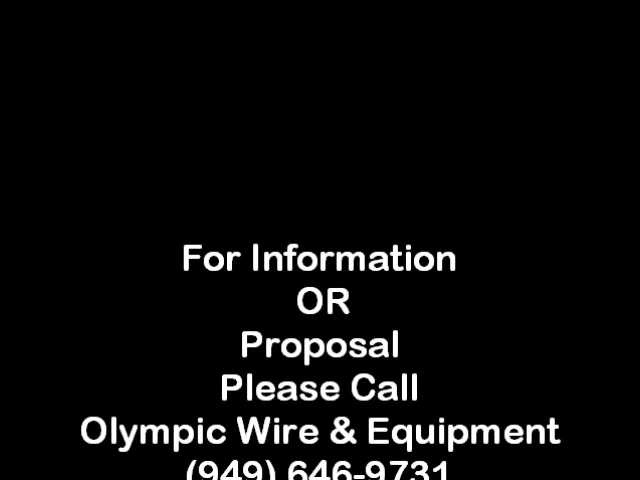 For Information
OR
Proposal
Please Call
Olympic Wire & Equipment
(949) 646-9731